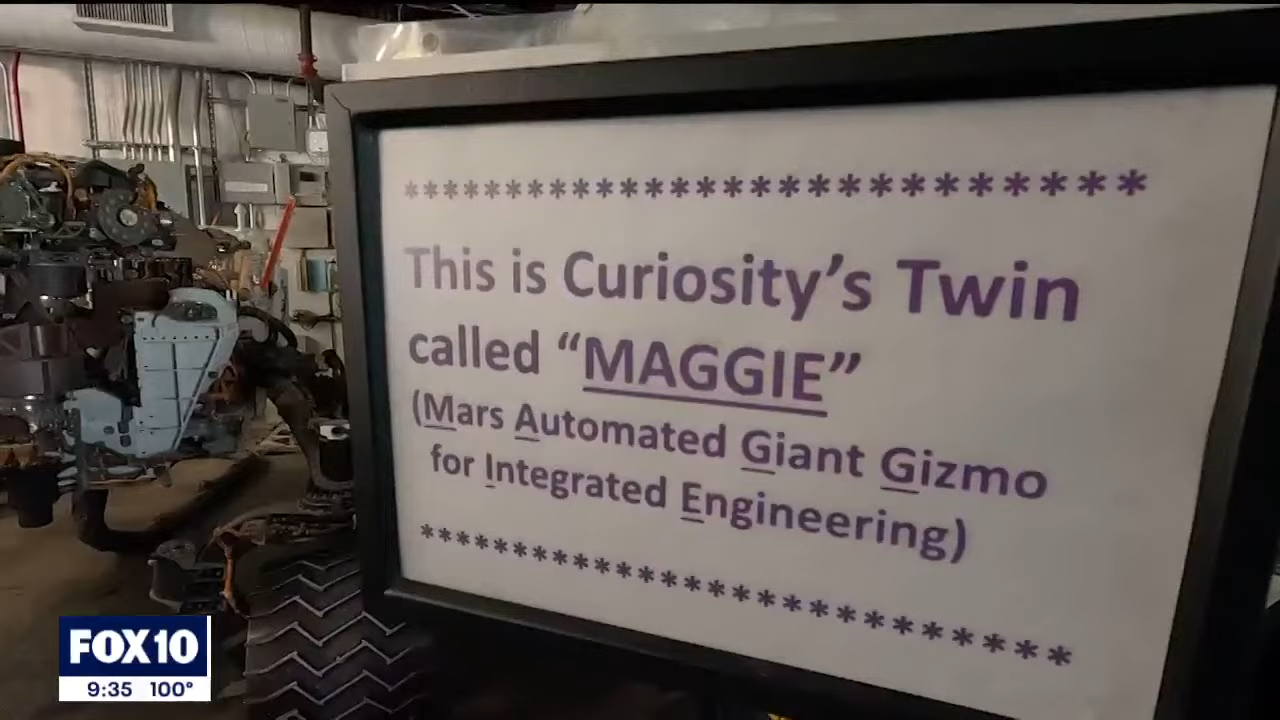 **************************
This is Curiosity's Twin
called “MAGGIE”
(Mars Automated Giant Gizmo
for Integrated Engineering)
**************************
FOX10
9:35 100°